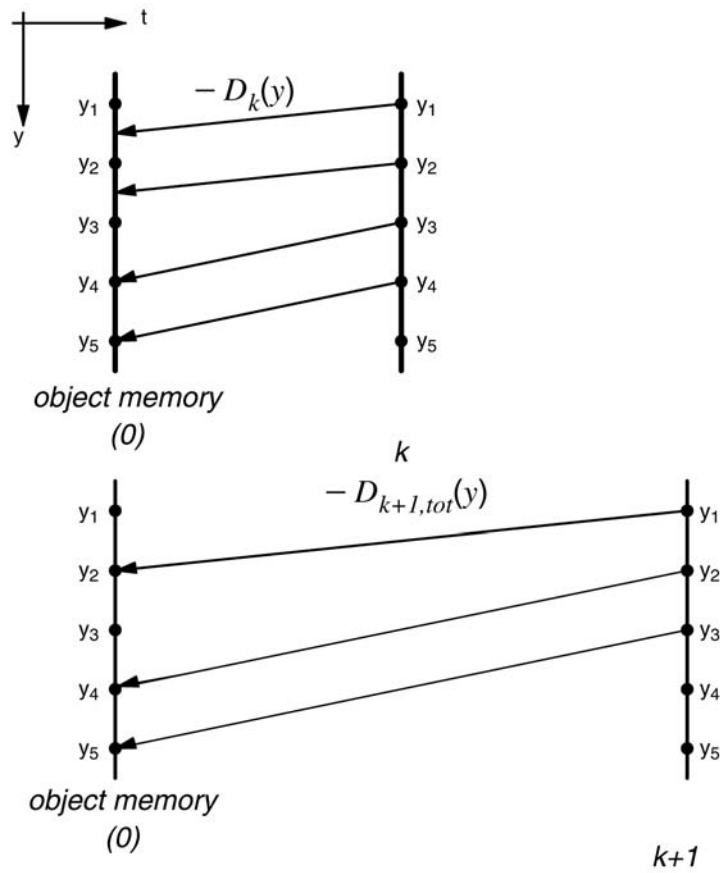 t
y
− D_k(y)
y₁ y₁
y₂ y₂
y₃ y₃
y₄ y₄
y₅ y₅
object memory
(0)
k
− D_{k+1,tot}(y)
y₁ y₁
y₂ y₂
y₃ y₃
y₄ y₄
y₅ y₅
object memory
(0)
k+1